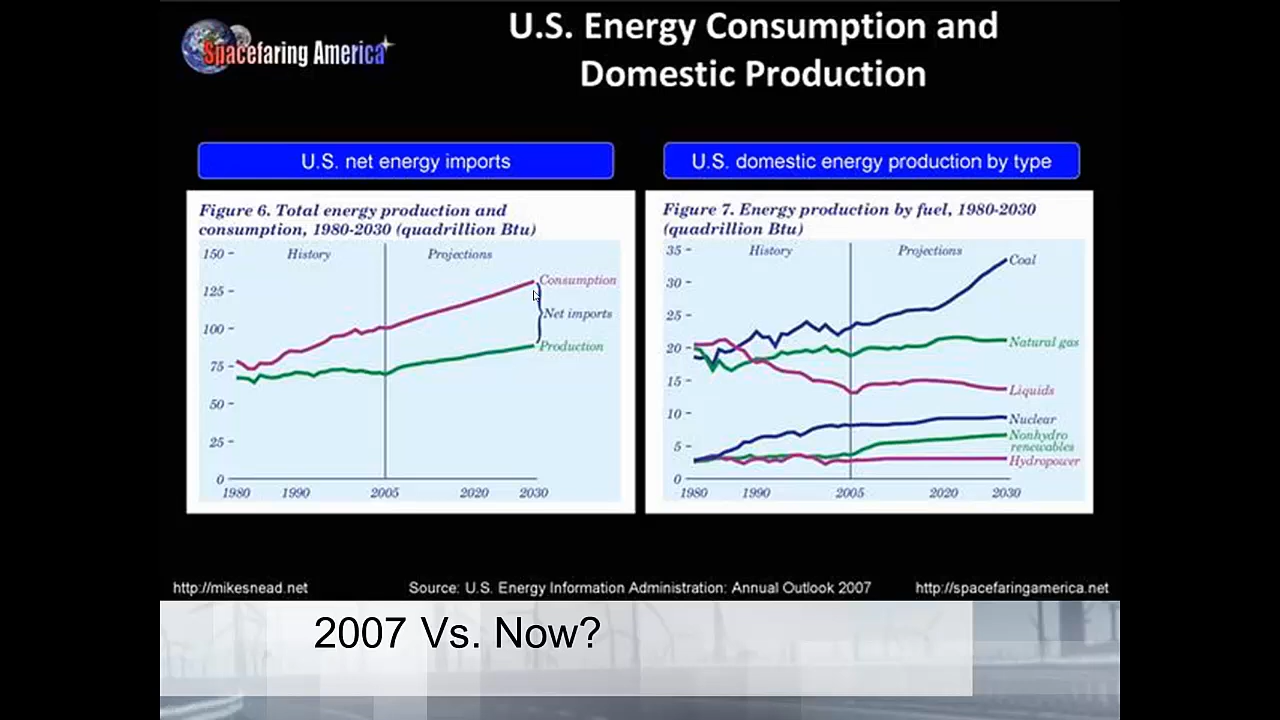 Spacefaring America
U.S. Energy Consumption and
Domestic Production
U.S. net energy imports
Figure 6. Total energy production and
consumption, 1980-2030 (quadrillion Btu)
150
History
Projections
125
Consumption
100
Net imports
75
Production
50
25
0
1980
1990
2005
2020
2030
U.S. domestic energy production by type
Figure 7. Energy production by fuel, 1980-2030
(quadrillion Btu)
35
History
Projections
Coal
30
25
20
Natural gas
15
Liquids
10
Nuclear
5
Nonhydro
renewables
Hydropower
0
1980
1990
2005
2020
2030
http://mikesnead.net
Source: U.S. Energy Information Administration: Annual Outlook 2007
http://spacefaringamerica.net
2007 Vs. Now?